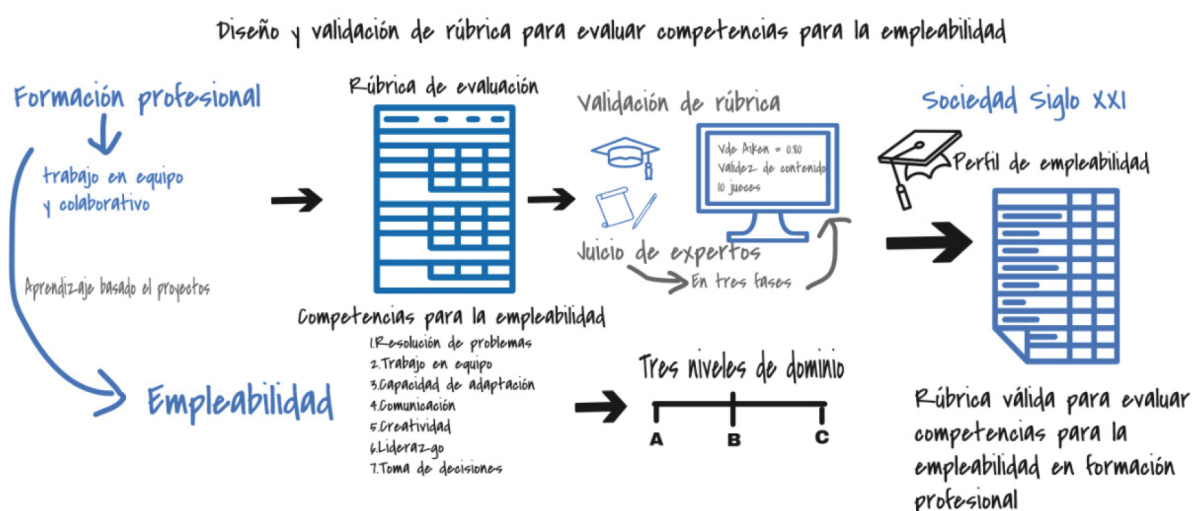 Diseño y validación de rúbrica para evaluar competencias para la empleabilidad
Formación profesional
trabajo en equipo
y colaborativo
Aprendizaje basado el proyectos
Empleabilidad
Rúbrica de evaluación
Competencias para la empleabilidad
1.Resolución de problemas
2.Trabajo en equipo
3.Capacidad de adaptación
4.Comunicación
5.Creatividad
6.Liderazgo
7.Toma de decisiones
Validación de rúbrica
V de Aiken = 0.80
Validez de contenido
10 jueces
Juicio de expertos
En tres fases
Tres niveles de dominio
A B C
Sociedad Siglo XXI
Perfil de empleabilidad
Rúbrica válida para evaluar
competencias para la
empleabilidad en formación
profesional